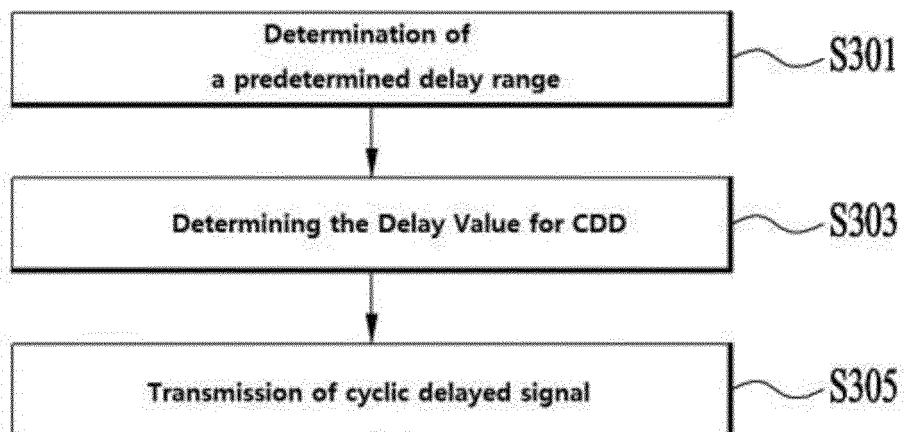 Determination of
a predetermined delay range
S301
Determining the Delay Value for CDD
S303
Transmission of cyclic delayed signal
S305